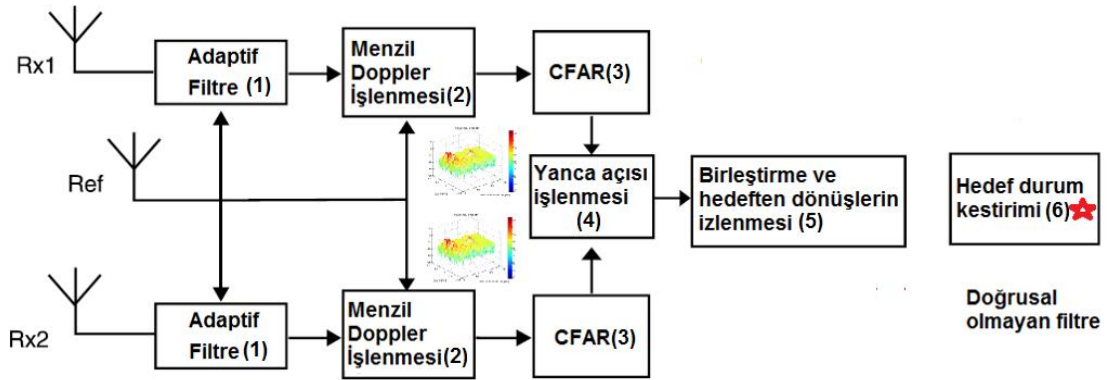 Rx1
Adaptif
Filtre (1)
Menzil
Doppler
İşlenmesi(2)
CFAR(3)
Ref
Yanca açısı
işlenmesi
(4)
Birleştirme ve
hedeften dönüşlerin
izlenmesi (5)
Hedef durum
kestirimi (6)
Rx2
Adaptif
Filtre(1)
Menzil
Doppler
İşlenmesi(2)
CFAR(3)
Doğrusal
olmayan filtre